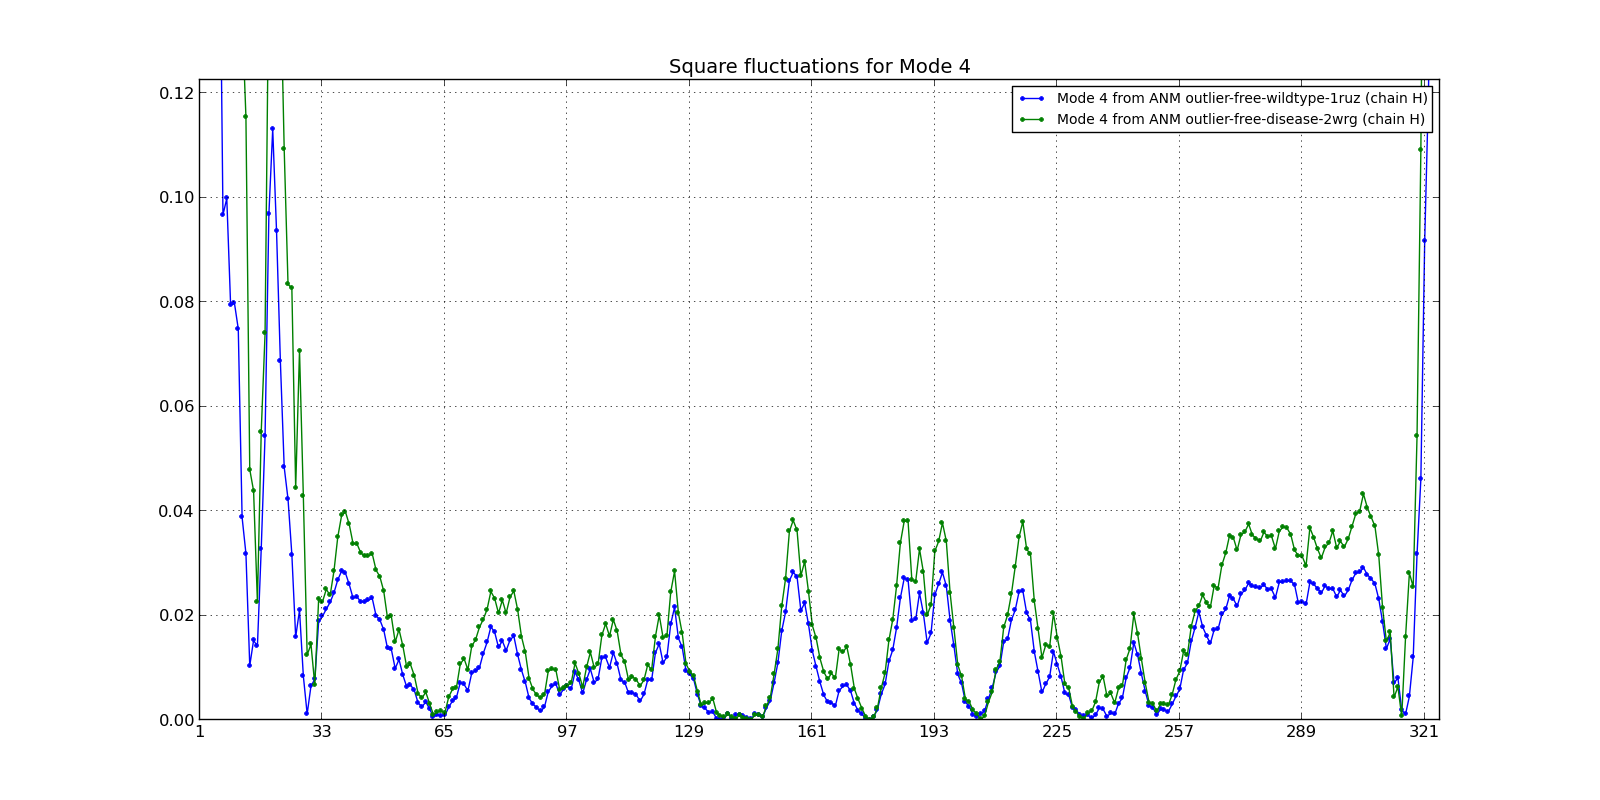 Square fluctuations for Mode 4
0.12
Mode 4 from ANM outlier-free-wildtype-1ruz (chain H)
Mode 4 from ANM outlier-free-disease-2wrg (chain H)
0.10
0.08
0.06
0.04
0.02
0.00
1 33 65 97 129 161 193 225 257 289 321